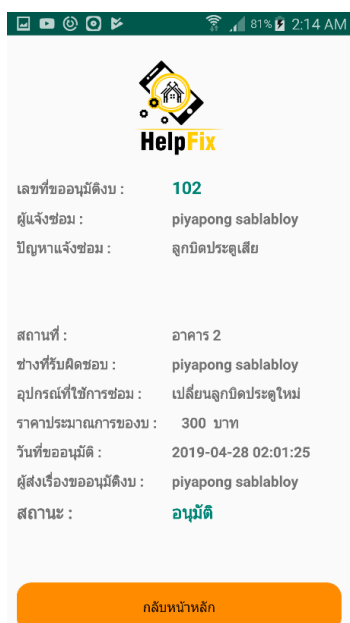 81% 2:14 AM
HelpFix
เลขที่ขออนุมัติงบ : 102
ผู้แจ้งซ่อม : piyapong sablabloy
ปัญหาแจ้งซ่อม : ลูกบิดประตูเสีย
สถานที่ : อาคาร 2
ช่างที่รับผิดชอบ : piyapong sablabloy
อุปกรณ์ที่ใช้การซ่อม : เปลี่ยนลูกบิดประตูใหม่
ราคาประมาณการของบ : 300 บาท
วันที่ขออนุมัติ : 2019-04-28 02:01:25
ผู้ส่งเรื่องขออนุมัติงบ : piyapong sablabloy
สถานะ : อนุมัติ
กลับหน้าหลัก